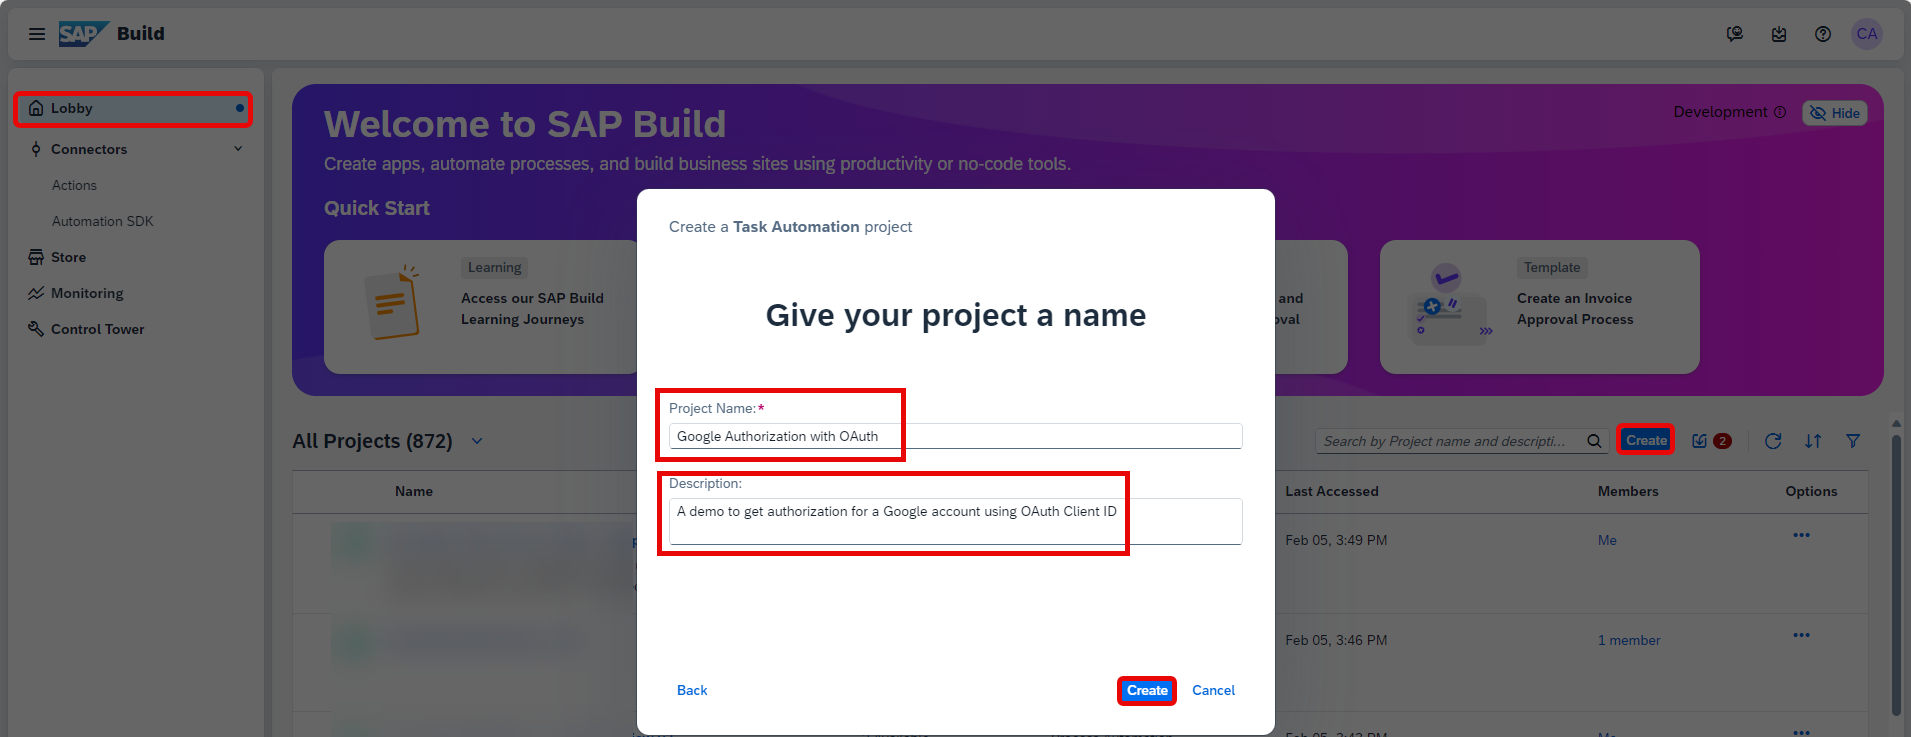 SAP Build
CA
Lobby
Connectors
Actions
Automation SDK
Store
Monitoring
Control Tower
Welcome to SAP Build
Create apps, automate processes, and build business sites using productivity or no-code tools.
Development
Hide
Quick Start
Learning
Access our SAP Build
Learning Journeys
and
Template
Create an Invoice
Approval Process
Create a Task Automation project
Give your project a name
Project Name:*
Google Authorization with OAuth
Description:
A demo to get authorization for a Google account using OAuth Client ID
Back
Create
Cancel
All Projects (872)
Search by Project name and descripti...
Create
2
Name
Last Accessed
Members
Options
Feb 05, 3:49 PM
Me
Feb 05, 3:46 PM
1 member